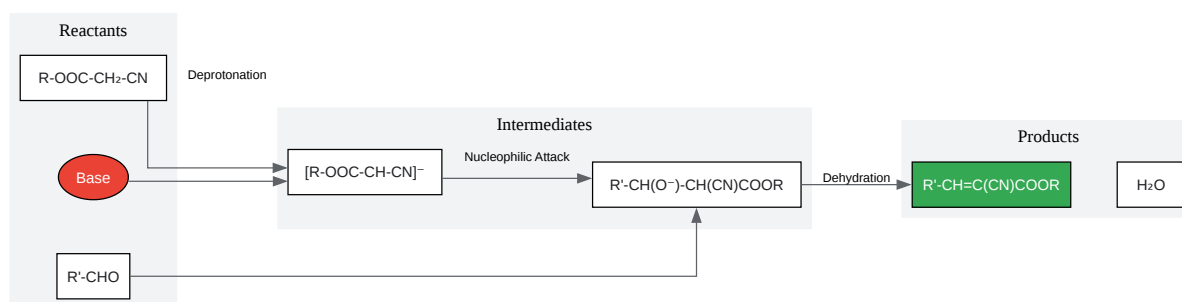 Reactants
R-OOC-CH₂-CN
Deprotonation
Base
R'-CHO
Intermediates
[R-OOC-CH-CN]⁻
Nucleophilic Attack
R'-CH(O⁻)-CH(CN)COOR
Dehydration
Products
R'-CH=C(CN)COOR
H₂O